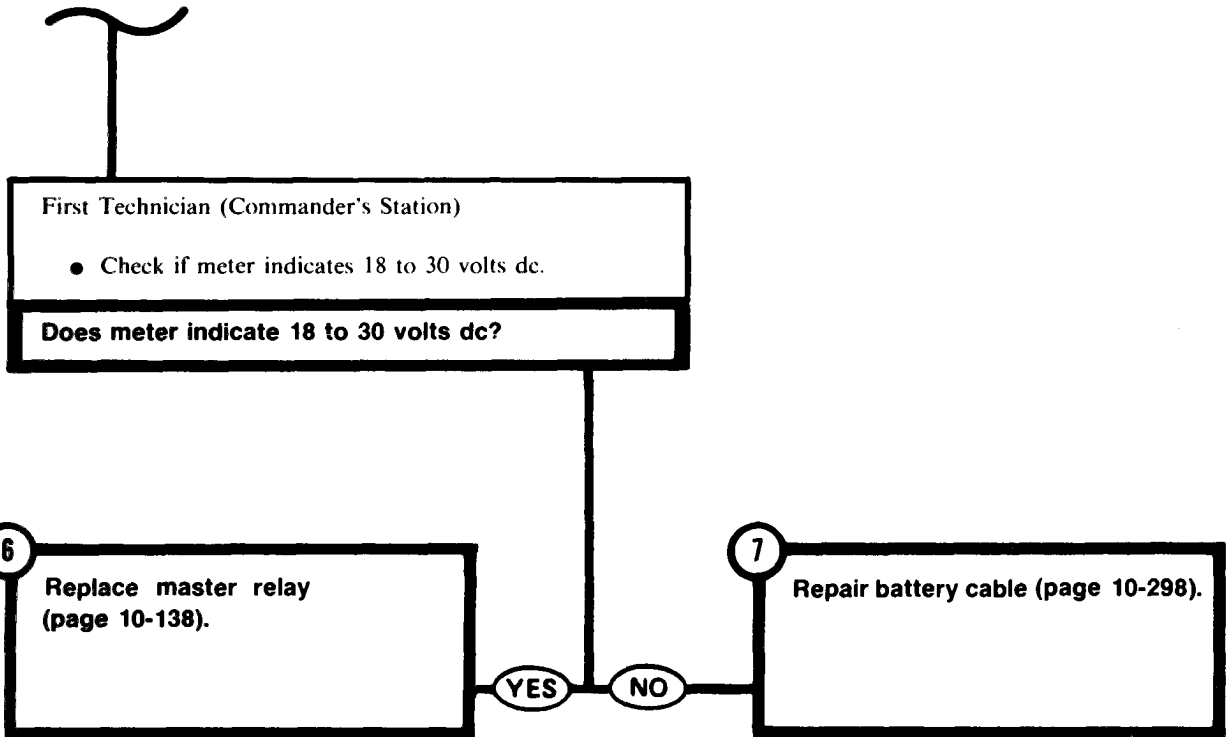 First Technician (Commander's Station)
● Check if meter indicates 18 to 30 volts dc.
Does meter indicate 18 to 30 volts dc?
6
Replace master relay
(page 10-138).
YES
NO
7
Repair battery cable (page 10-298).